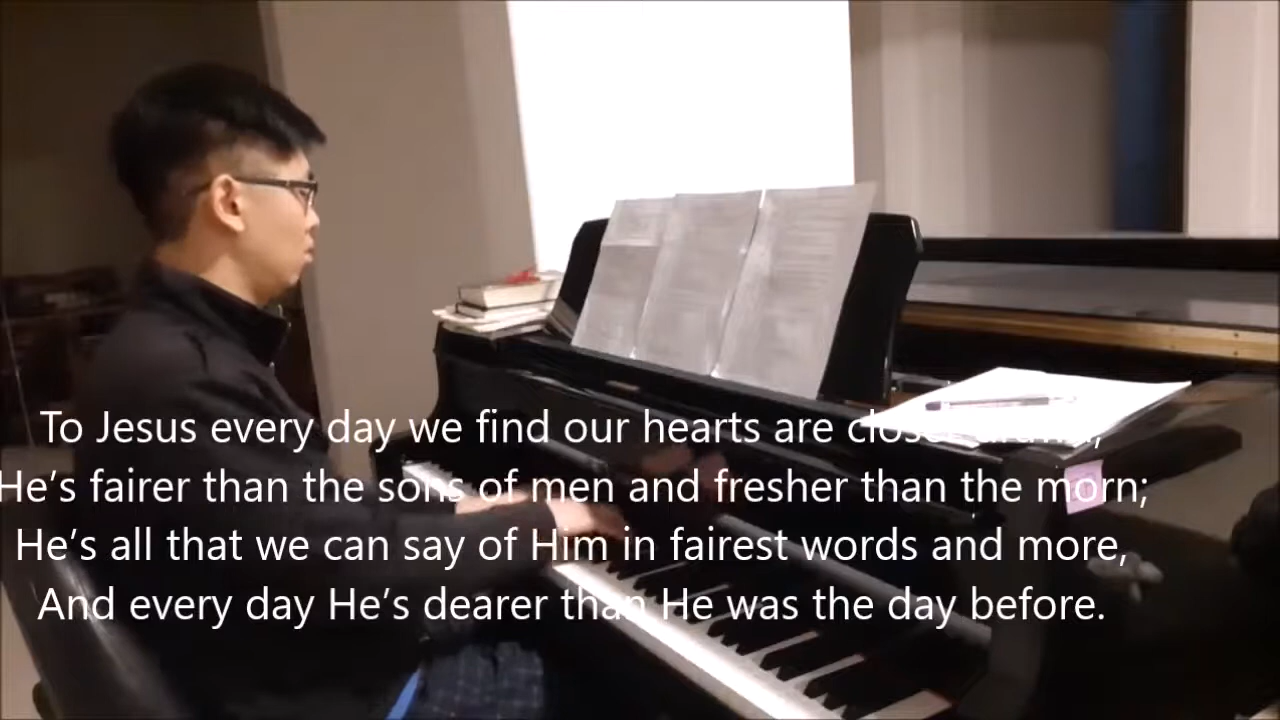 To Jesus every day we find our hearts are closer drawn,
He’s fairer than the sons of men and fresher than the morn;
He’s all that we can say of Him in fairest words and more,
And every day He’s dearer than He was the day before.